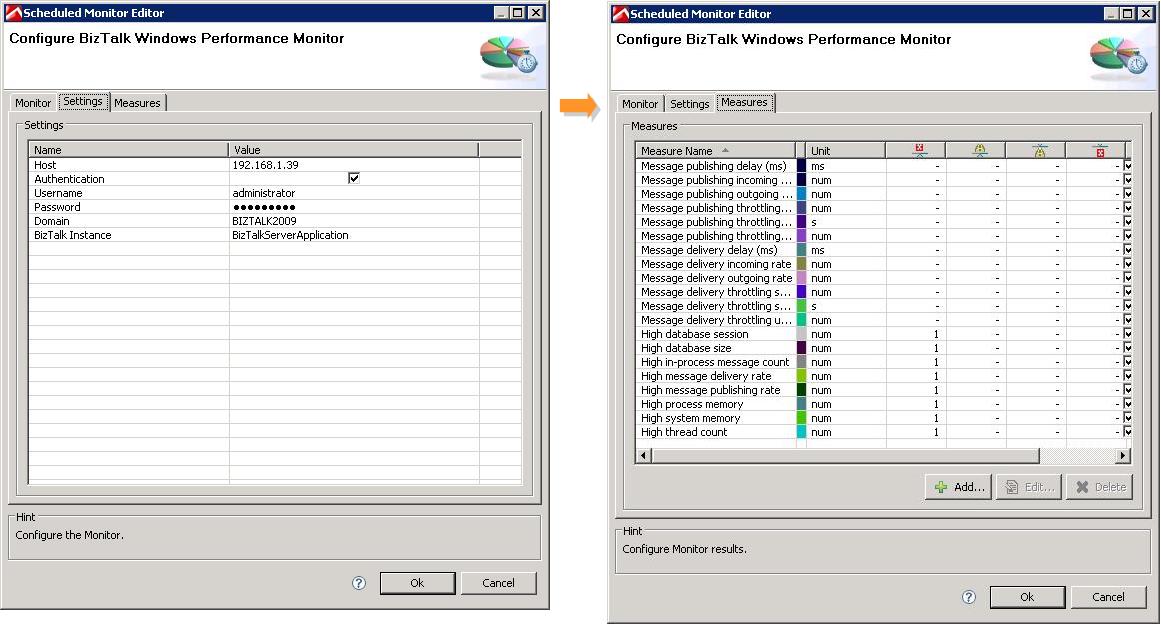 Scheduled Monitor Editor
Configure BizTalk Windows Performance Monitor
Monitor Settings Measures
Settings
Name Value
Host 192.168.1.39
Authentication
Username administrator
Password ●●●●●●●●●
Domain BIZTALK2009
BizTalk Instance BizTalkServerApplication
Hint
Configure the Monitor.
? Ok Cancel
Scheduled Monitor Editor
Configure BizTalk Windows Performance Monitor
Monitor Settings Measures
Measures
Measure Name Unit
Message publishing delay (ms) ms - - - -
Message publishing incoming ... num - - - -
Message publishing outgoing ... num - - - -
Message publishing throttling... num - - - -
Message publishing throttling... s - - - -
Message publishing throttling... num - - - -
Message delivery delay (ms) ms - - - -
Message delivery incoming rate num - - - -
Message delivery outgoing rate num - - - -
Message delivery throttling s... num - - - -
Message delivery throttling s... s - - - -
Message delivery throttling u... num - - - -
High database session num 1 - - -
High database size num 1 - - -
High in-process message count num 1 - - -
High message delivery rate num 1 - - -
High message publishing rate num 1 - - -
High process memory num 1 - - -
High system memory num 1 - - -
High thread count num 1 - - -
Add... Edit... Delete
Hint
Configure Monitor results.
? Ok Cancel